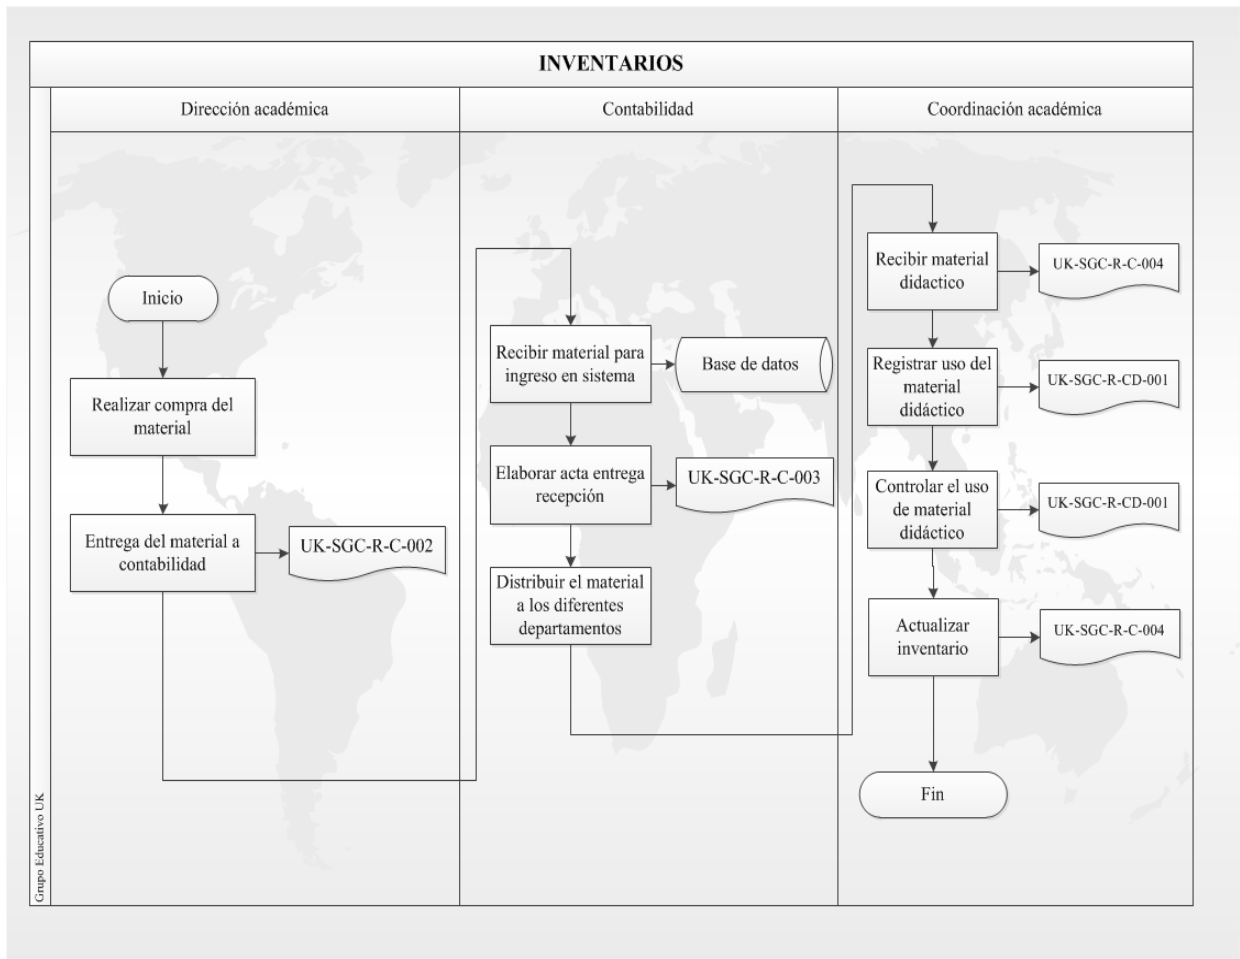 INVENTARIOS
Dirección académica
Contabilidad
Coordinación académica
Inicio
Realizar compra del
material
Entrega del material a
contabilidad
UK-SGC-R-C-002
Recibir material para
ingreso en sistema
Base de datos
Elaborar acta entrega
recepción
UK-SGC-R-C-003
Distribuir el material
a los diferentes
departamentos
Recibir material
didactico
UK-SGC-R-C-004
Registrar uso del
material
didáctico
UK-SGC-R-CD-001
Controlar el uso
de material
didáctico
UK-SGC-R-CD-001
Actualizar
inventario
UK-SGC-R-C-004
Fin
Grupo Educativo UK